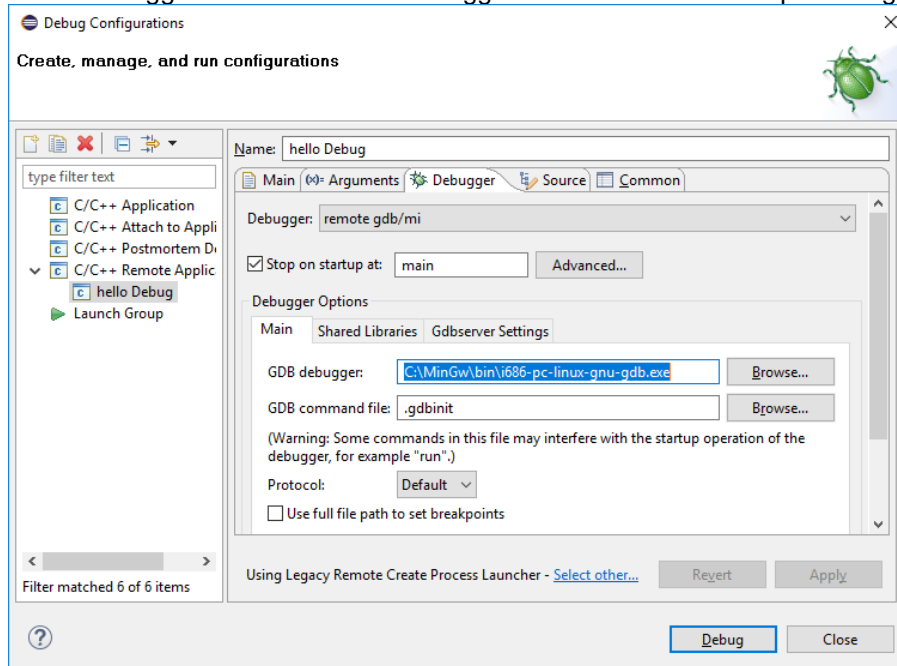 Debug Configurations
Create, manage, and run configurations
type filter text
C/C++ Application
C/C++ Attach to Appli
C/C++ Postmortem D
C/C++ Remote Applic
hello Debug
Launch Group
Filter matched 6 of 6 items
Name: hello Debug
Main (x)= Arguments Debugger Source Common
Debugger: remote gdb/mi
Stop on startup at: main Advanced...
Debugger Options
Main Shared Libraries Gdbserver Settings
GDB debugger: C:\MinGw\bin\i686-pc-linux-gnu-gdb.exe Browse...
GDB command file: .gdbinit Browse...
(Warning: Some commands in this file may interfere with the startup operation of the
debugger, for example "run".)
Protocol: Default
Use full file path to set breakpoints
Using Legacy Remote Create Process Launcher - Select other... Revert Apply
? Debug Close